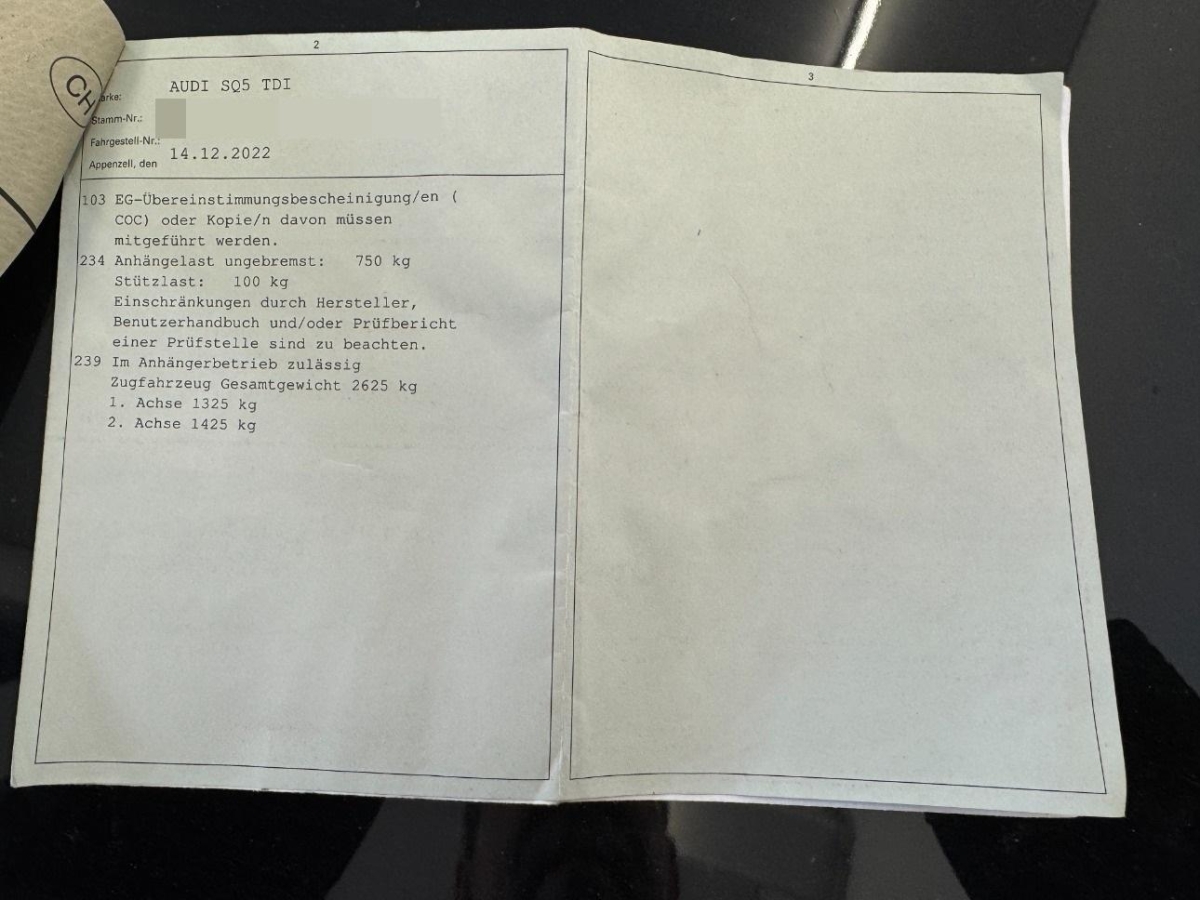 2
3
CH
AUDI SQ5 TDI
arke:
Stamm-Nr.:
Fahrgestell-Nr.:
Appenzell, den 14.12.2022
103 EG-Übereinstimmungsbescheinigung/en (
COC) oder Kopie/n davon müssen
mitgeführt werden.
234 Anhängelast ungebremst: 750 kg
Stützlast: 100 kg
Einschränkungen durch Hersteller,
Benutzerhandbuch und/oder Prüfbericht
einer Prüfstelle sind zu beachten.
239 Im Anhängerbetrieb zulässig
Zugfahrzeug Gesamtgewicht 2625 kg
1. Achse 1325 kg
2. Achse 1425 kg